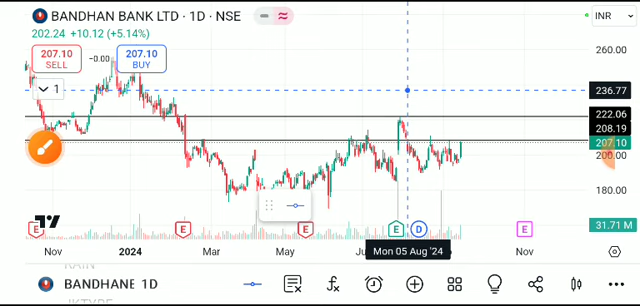 BANDHAN BANK LTD · 1D · NSE
INR
202.24 +10.12 (+5.14%)
207.10
SELL
−0.00
207.10
BUY
1
260.00
236.77
222.06
208.19
207.10
200.00
180.00
31.71 M
E
E
E
E
D
E
Nov
2024
Mar
May
Mon 05 Aug '24
Nov
BANDHANE 1D